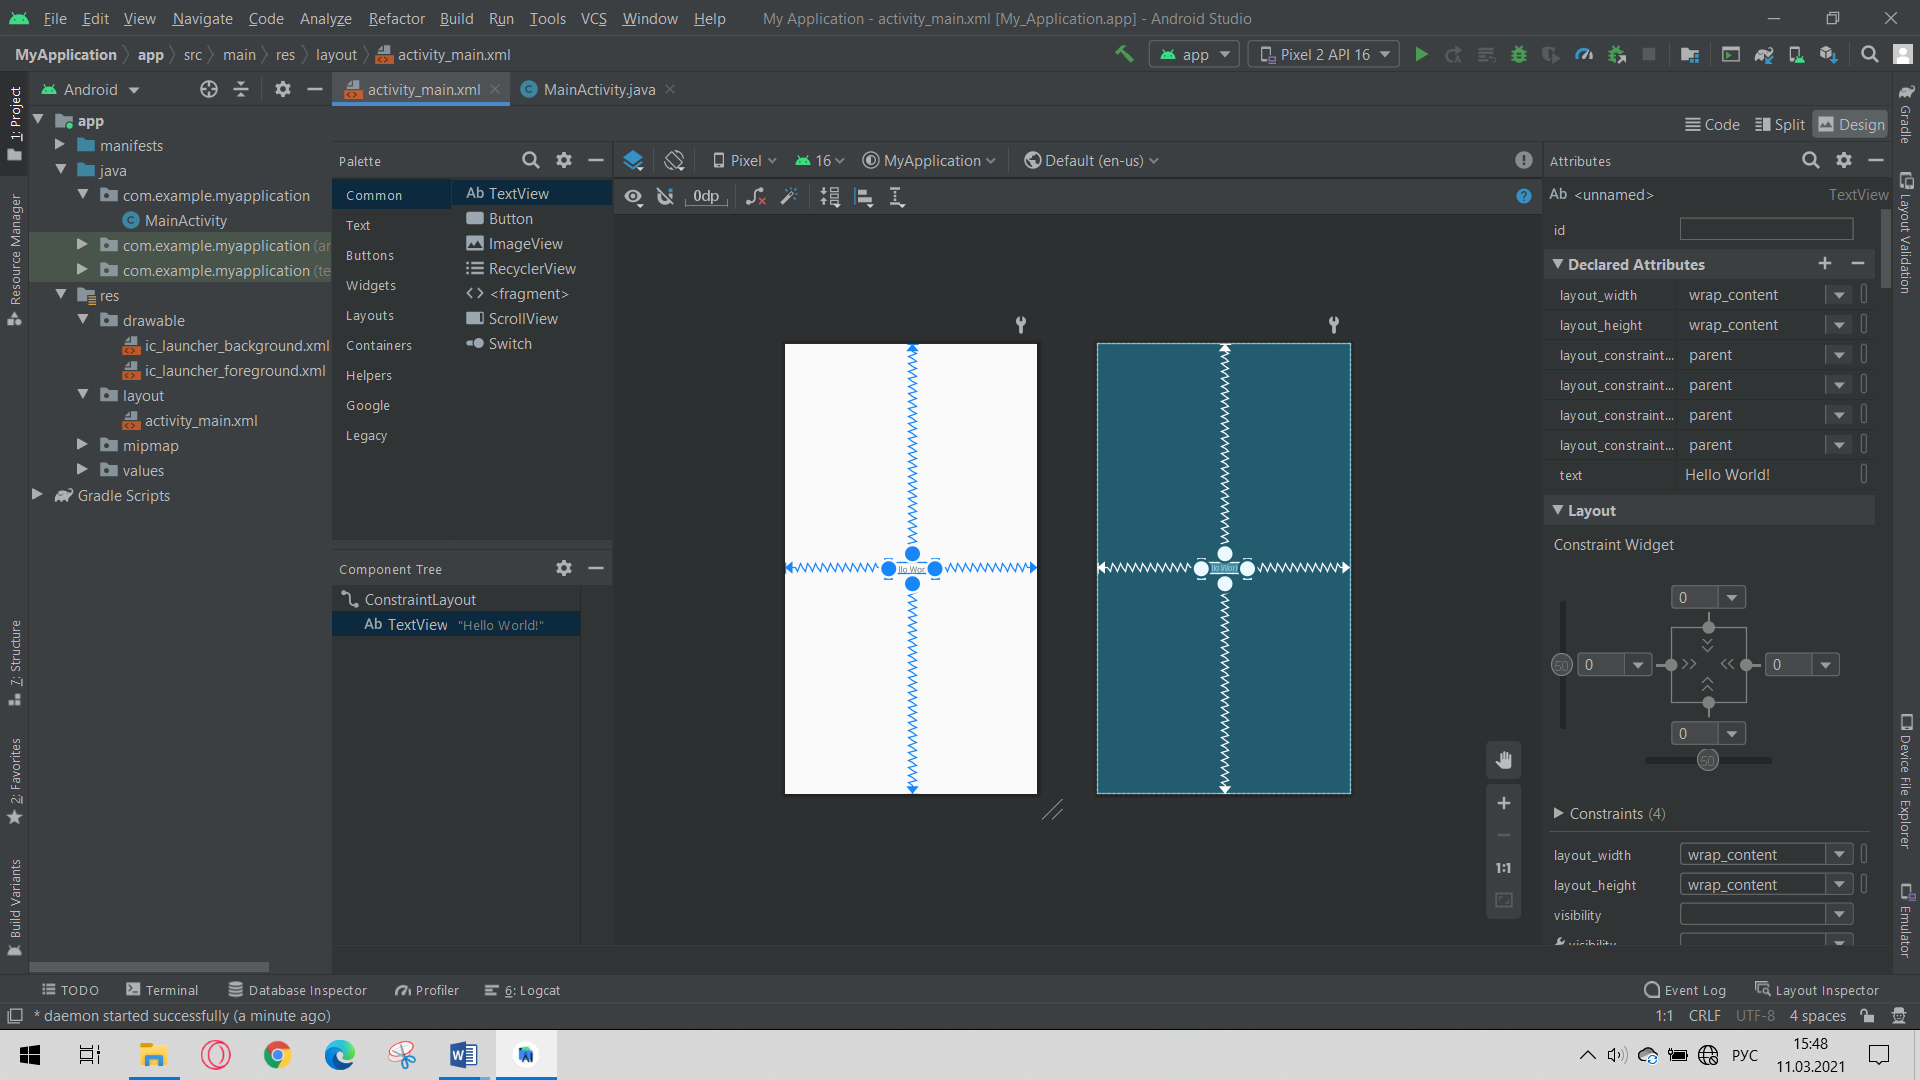 File Edit View Navigate Code Analyze Refactor Build Run Tools VCS Window Help My Application - activity_main.xml [My_Application.app] - Android Studio
MyApplication app src main res layout activity_main.xml app Pixel 2 API 16
1: Project
Resource Manager
7: Structure
2: Favorites
Build Variants
Android
app
manifests
java
com.example.myapplication
MainActivity
com.example.myapplication (ar
com.example.myapplication (te
res
drawable
ic_launcher_background.xml
ic_launcher_foreground.xml
layout
activity_main.xml
mipmap
values
Gradle Scripts
activity_main.xml MainActivity.java
Code Split Design
Palette
Common
Text
Buttons
Widgets
Layouts
Containers
Helpers
Google
Legacy
Ab TextView
Button
ImageView
RecyclerView
<fragment>
ScrollView
Switch
Pixel 16 MyApplication Default (en-us)
0dp
llo Wor
llo Worl
1:1
Component Tree
ConstraintLayout
Ab TextView "Hello World!"
Attributes
Ab <unnamed> TextView
id
Declared Attributes
layout_width wrap_content
layout_height wrap_content
layout_constraint... parent
layout_constraint... parent
layout_constraint... parent
layout_constraint... parent
text Hello World!
Layout
Constraint Widget
0
50 0 0
0
50
Constraints (4)
layout_width wrap_content
layout_height wrap_content
visibility
visibility
Gradle
Layout Validation
Device File Explorer
Emulator
TODO Terminal Database Inspector Profiler 6: Logcat Event Log Layout Inspector
* daemon started successfully (a minute ago) 1:1 CRLF UTF-8 4 spaces
РУС 15:48
11.03.2021